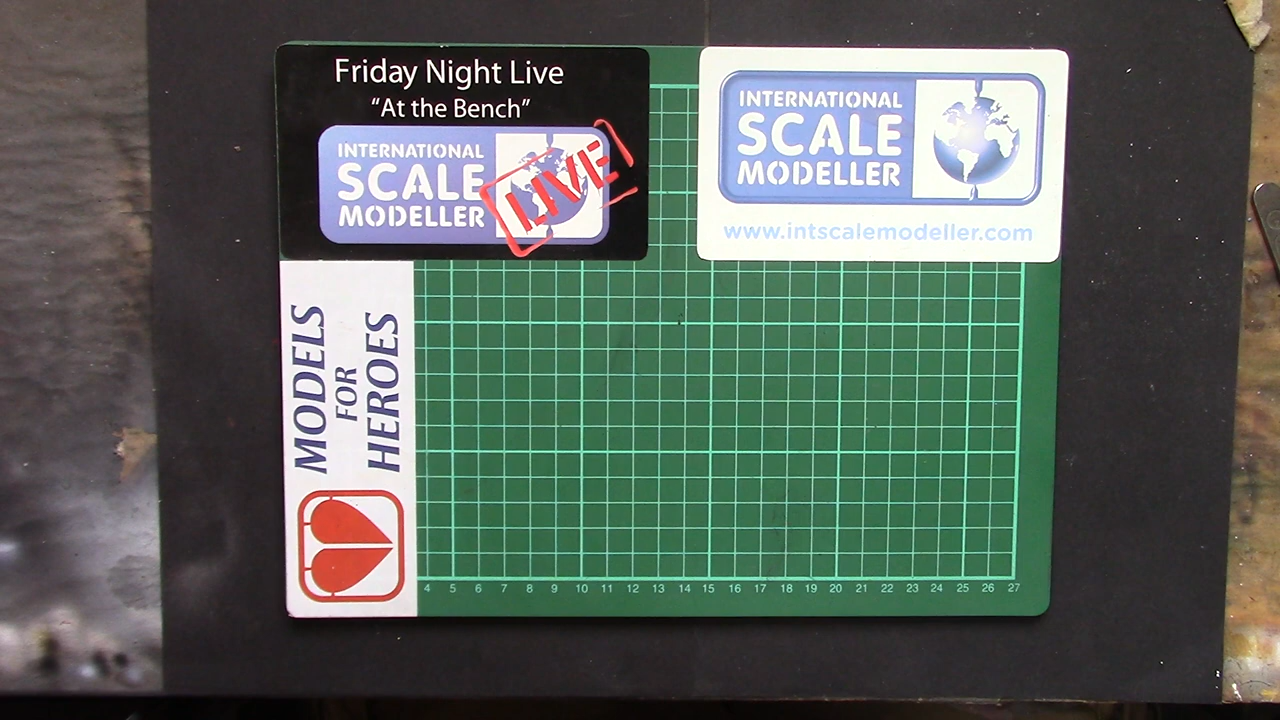 Friday Night Live
“At the Bench”
INTERNATIONAL
SCALE
MODELLER
LIVE!
INTERNATIONAL
SCALE
MODELLER
www.intscalemodeller.com
MODELS
FOR
HEROES
4 5 6 7 8 9 10 11 12 13 14 15 16 17 18 19 20 21 22 23 24 25 26 27